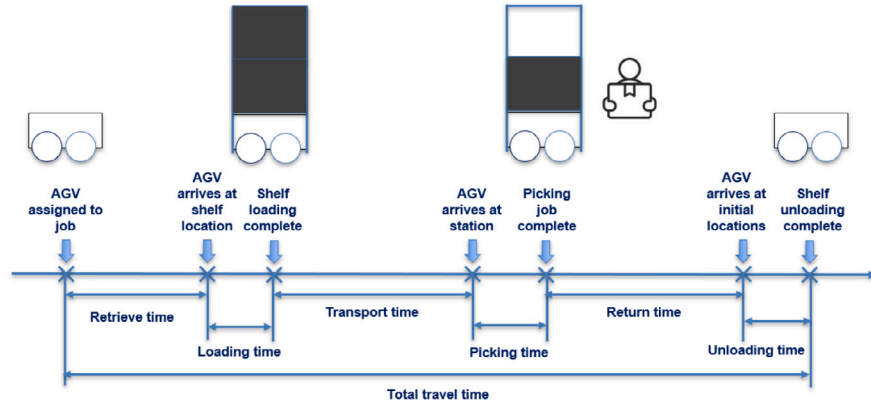 AGV
assigned to
job
AGV
arrives at
shelf
location
Shelf
loading
complete
AGV
arrives at
station
Picking
job
complete
AGV
arrives at
initial
locations
Shelf
unloading
complete
Retrieve time
Transport time
Return time
Loading time
Picking time
Unloading time
Total travel time